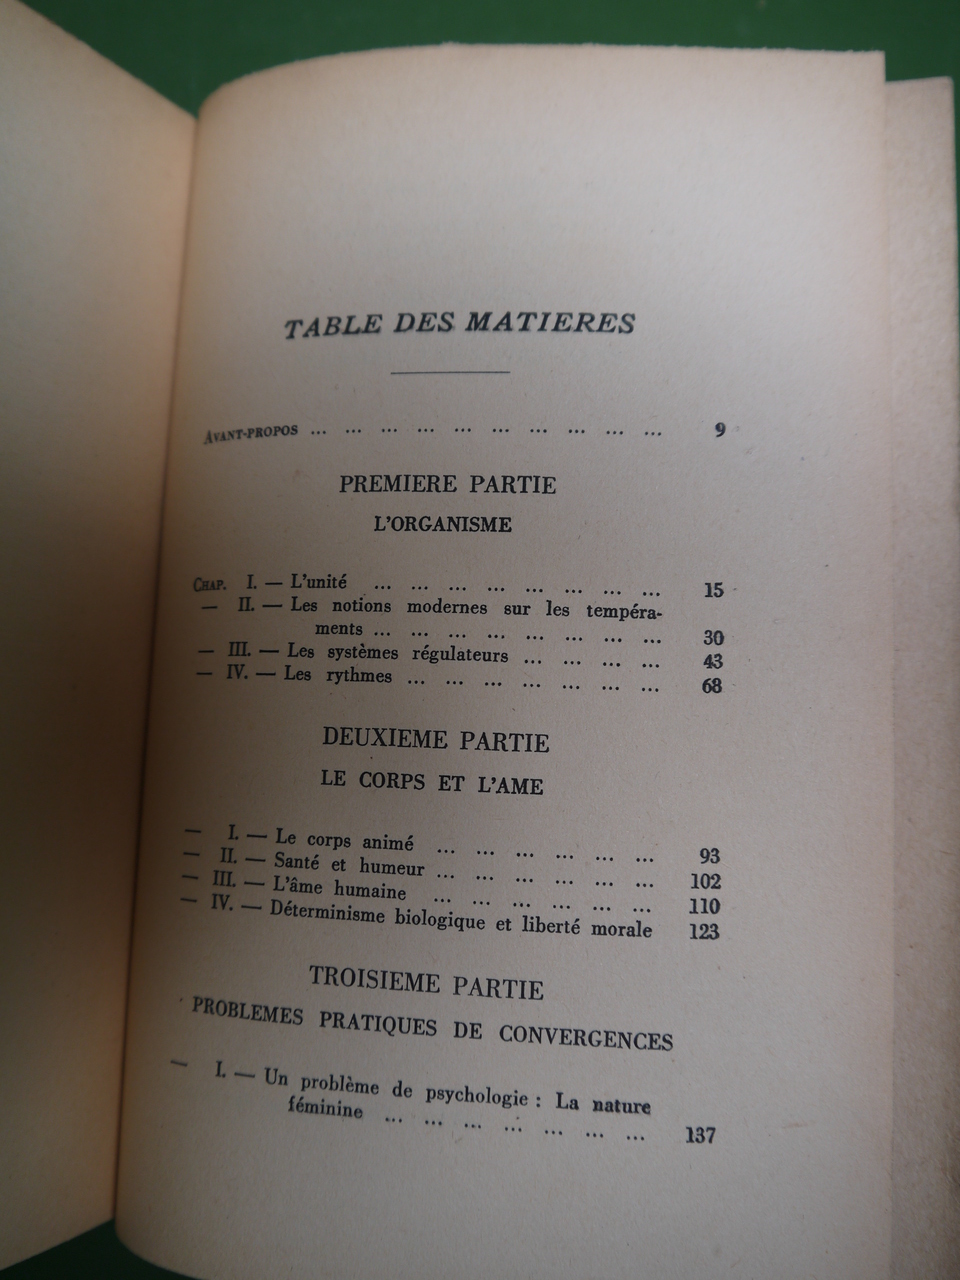 TABLE DES MATIERES
AVANT-PROPOS ... ... ... ... ... ... ... ... ... ... 9
PREMIERE PARTIE
L'ORGANISME
CHAP. I. — L'unité ... ... ... ... ... ... ... ... 15
— II. — Les notions modernes sur les tempéra-
ments ... ... ... ... ... ... ... ... 30
— III. — Les systèmes régulateurs ... ... ... ... 43
— IV. — Les rythmes ... ... ... ... ... ... ... 68
DEUXIEME PARTIE
LE CORPS ET L'AME
— I. — Le corps animé ... ... ... ... ... ... 93
— II. — Santé et humeur ... ... ... ... ... ... 102
— III. — L'âme humaine ... ... ... ... ... ... 110
— IV. — Déterminisme biologique et liberté morale 123
TROISIEME PARTIE
PROBLEMES PRATIQUES DE CONVERGENCES
— I. — Un problème de psychologie : La nature
féminine ... ... ... ... ... ... ... 137